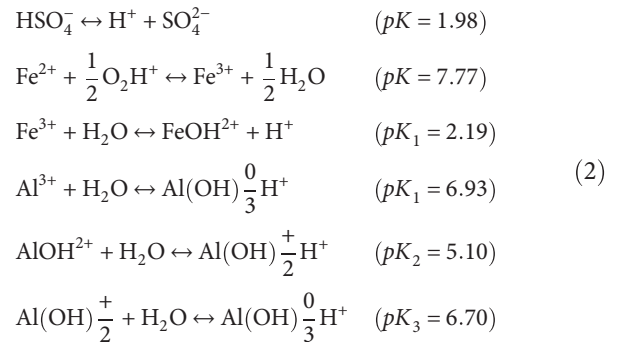 HSO₄⁻ ↔ H⁺ + SO₄²⁻ (pK = 1.98)
Fe²⁺ + 1/2 O₂H⁺ ↔ Fe³⁺ + 1/2 H₂O (pK = 7.77)
Fe³⁺ + H₂O ↔ FeOH²⁺ + H⁺ (pK₁ = 2.19)
Al³⁺ + H₂O ↔ Al(OH) 0/3 H⁺ (pK₁ = 6.93)
(2)
AlOH²⁺ + H₂O ↔ Al(OH) +/2 H⁺ (pK₂ = 5.10)
Al(OH) +/2 + H₂O ↔ Al(OH) 0/3 H⁺ (pK₃ = 6.70)